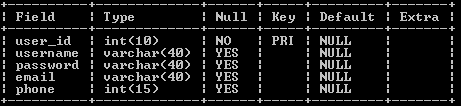 +----------+-------------+------+-----+---------+-------+
| Field    | Type        | Null | Key | Default | Extra |
+----------+-------------+------+-----+---------+-------+
| user_id  | int(10)     | NO   | PRI | NULL    |       |
| username | varchar(40) | YES  |     | NULL    |       |
| password | varchar(40) | YES  |     | NULL    |       |
| email    | varchar(40) | YES  |     | NULL    |       |
| phone    | int(15)     | YES  |     | NULL    |       |
+----------+-------------+------+-----+---------+-------+